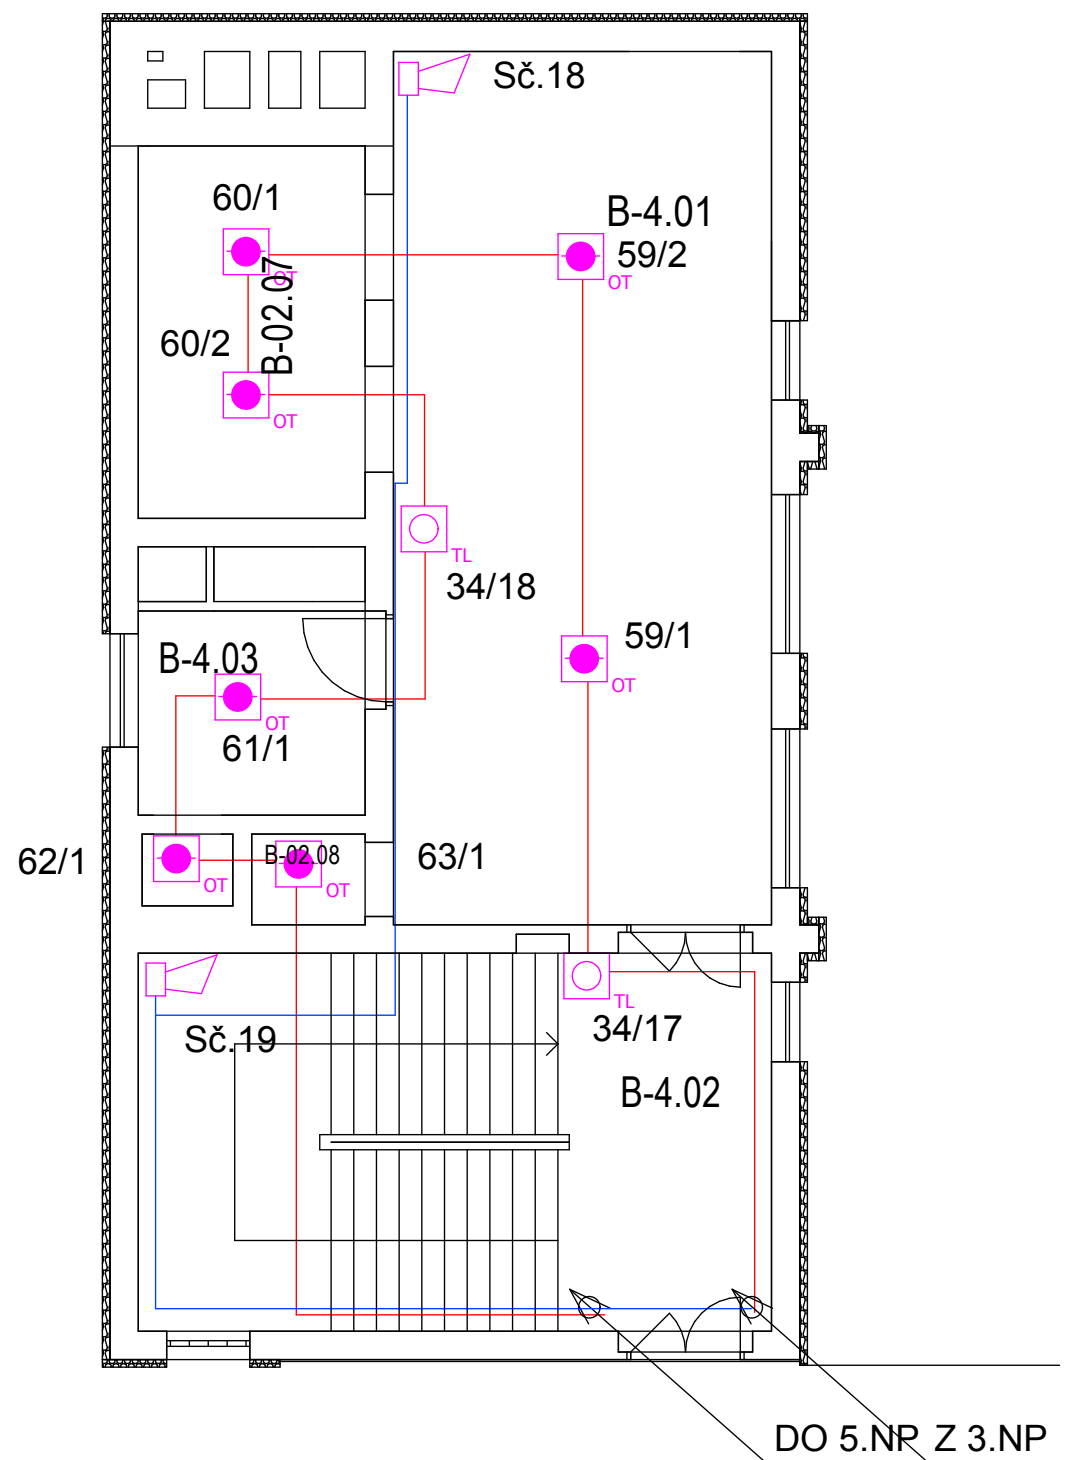 Sč.18
60/1
B-4.01
59/2
OT
OT
B-02.07
60/2
OT
TL
34/18
59/1
B-4.03
OT
OT
61/1
62/1
B-02.08
63/1
OT
OT
TL
34/17
Sč.19
B-4.02
DO 5.NP Z 3.NP